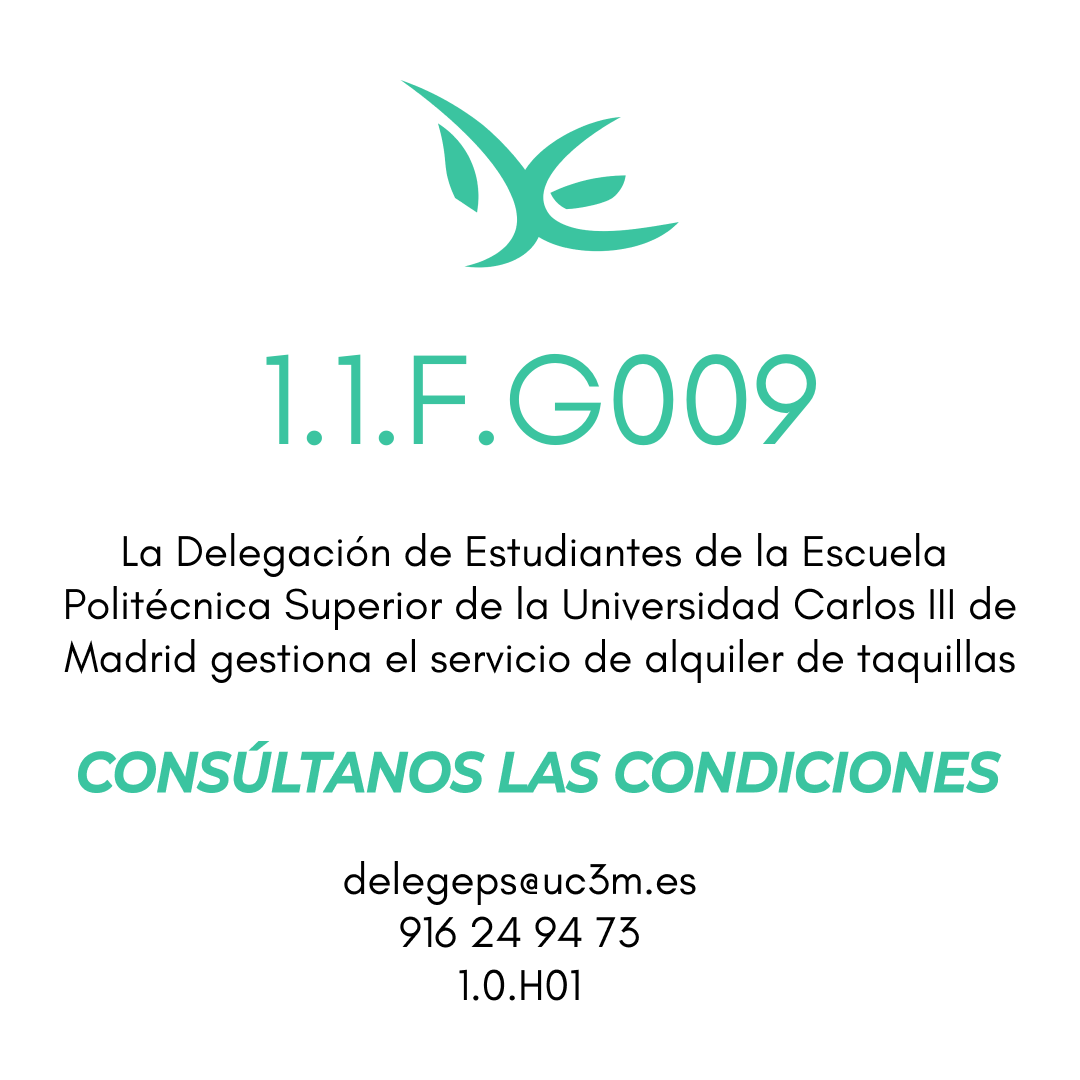 1.1.F.G009
La Delegación de Estudiantes de la Escuela
Politécnica Superior de la Universidad Carlos III de
Madrid gestiona el servicio de alquiler de taquillas
CONSÚLTANOS LAS CONDICIONES
delegeps@uc3m.es
916 24 94 73
1.0.H01